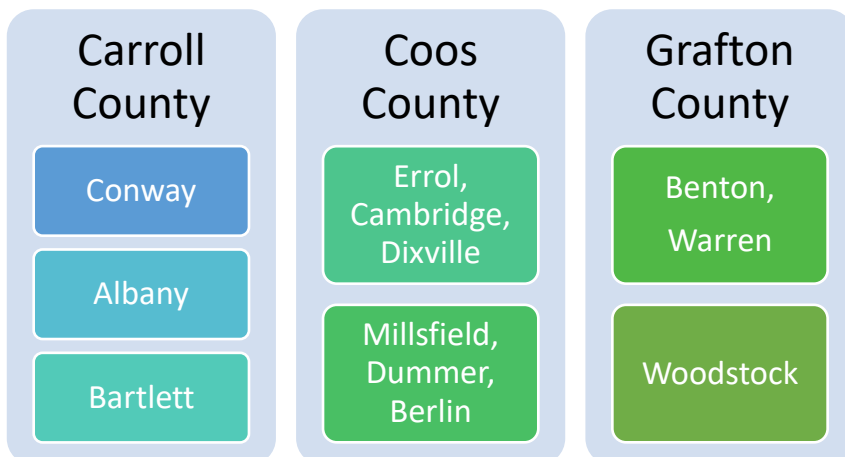 Carroll
County
Conway
Albany
Bartlett
Coos
County
Errol,
Cambridge,
Dixville
Millsfield,
Dummer,
Berlin
Grafton
County
Benton,
Warren
Woodstock